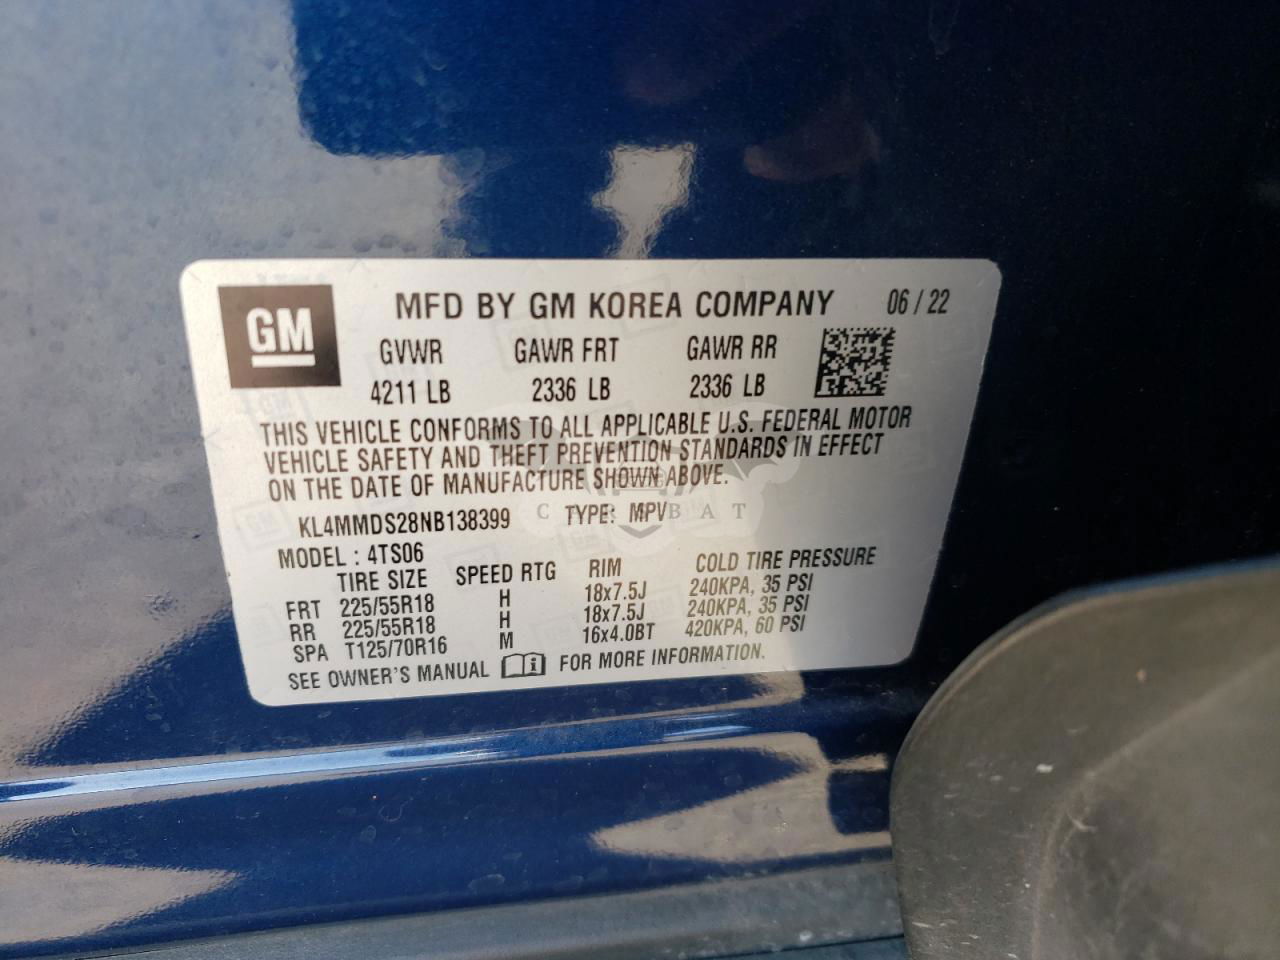 GM
MFD BY GM KOREA COMPANY 06 / 22
GVWR GAWR FRT GAWR RR
4211 LB 2336 LB 2336 LB
THIS VEHICLE CONFORMS TO ALL APPLICABLE U.S. FEDERAL MOTOR
VEHICLE SAFETY AND THEFT PREVENTION STANDARDS IN EFFECT
ON THE DATE OF MANUFACTURE SHOWN ABOVE.
KL4MMDS28NB138399 TYPE: MPV
CARBAT
MODEL : 4TS06
TIRE SIZE SPEED RTG RIM COLD TIRE PRESSURE
FRT 225/55R18 H 18x7.5J 240KPA, 35 PSI
RR 225/55R18 H 18x7.5J 240KPA, 35 PSI
SPA T125/70R16 M 16x4.0BT 420KPA, 60 PSI
SEE OWNER'S MANUAL FOR MORE INFORMATION.